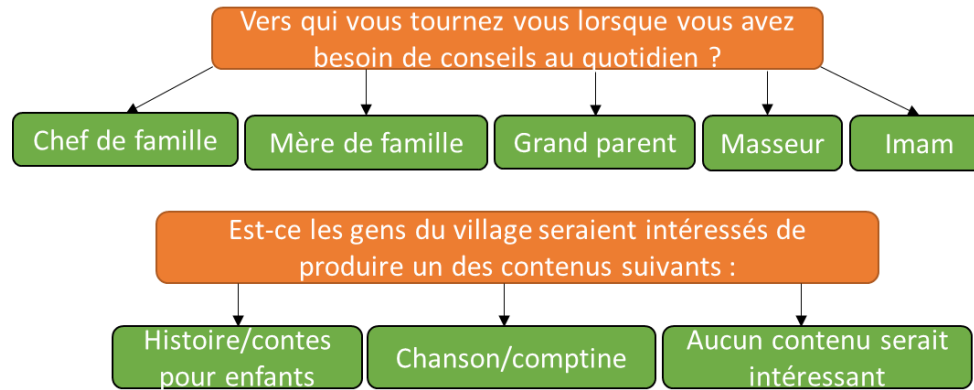 Vers qui vous tournez vous lorsque vous avez
besoin de conseils au quotidien ?
Chef de famille
Mère de famille
Grand parent
Masseur
Imam
Est-ce les gens du village seraient intéressés de
produire un des contenus suivants :
Histoire/contes
pour enfants
Chanson/comptine
Aucun contenu serait
intéressant